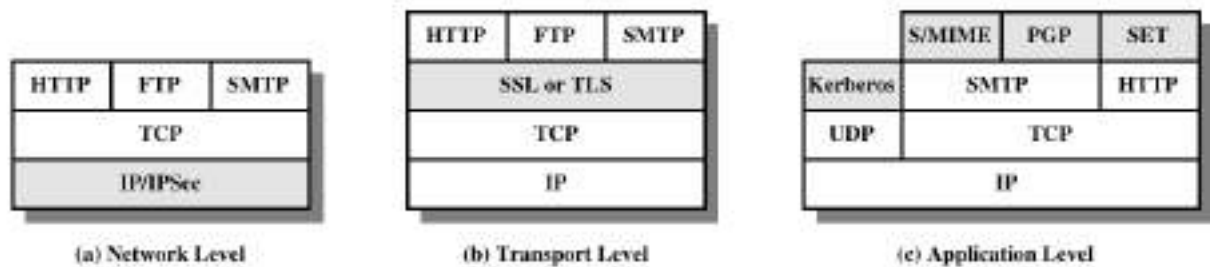 HTTP FTP SMTP
TCP
IP/IPSec
(a) Network Level
HTTP FTP SMTP
SSL or TLS
TCP
IP
(b) Transport Level
S/MIME PGP SET
Kerberos SMTP HTTP
UDP TCP
IP
(c) Application Level